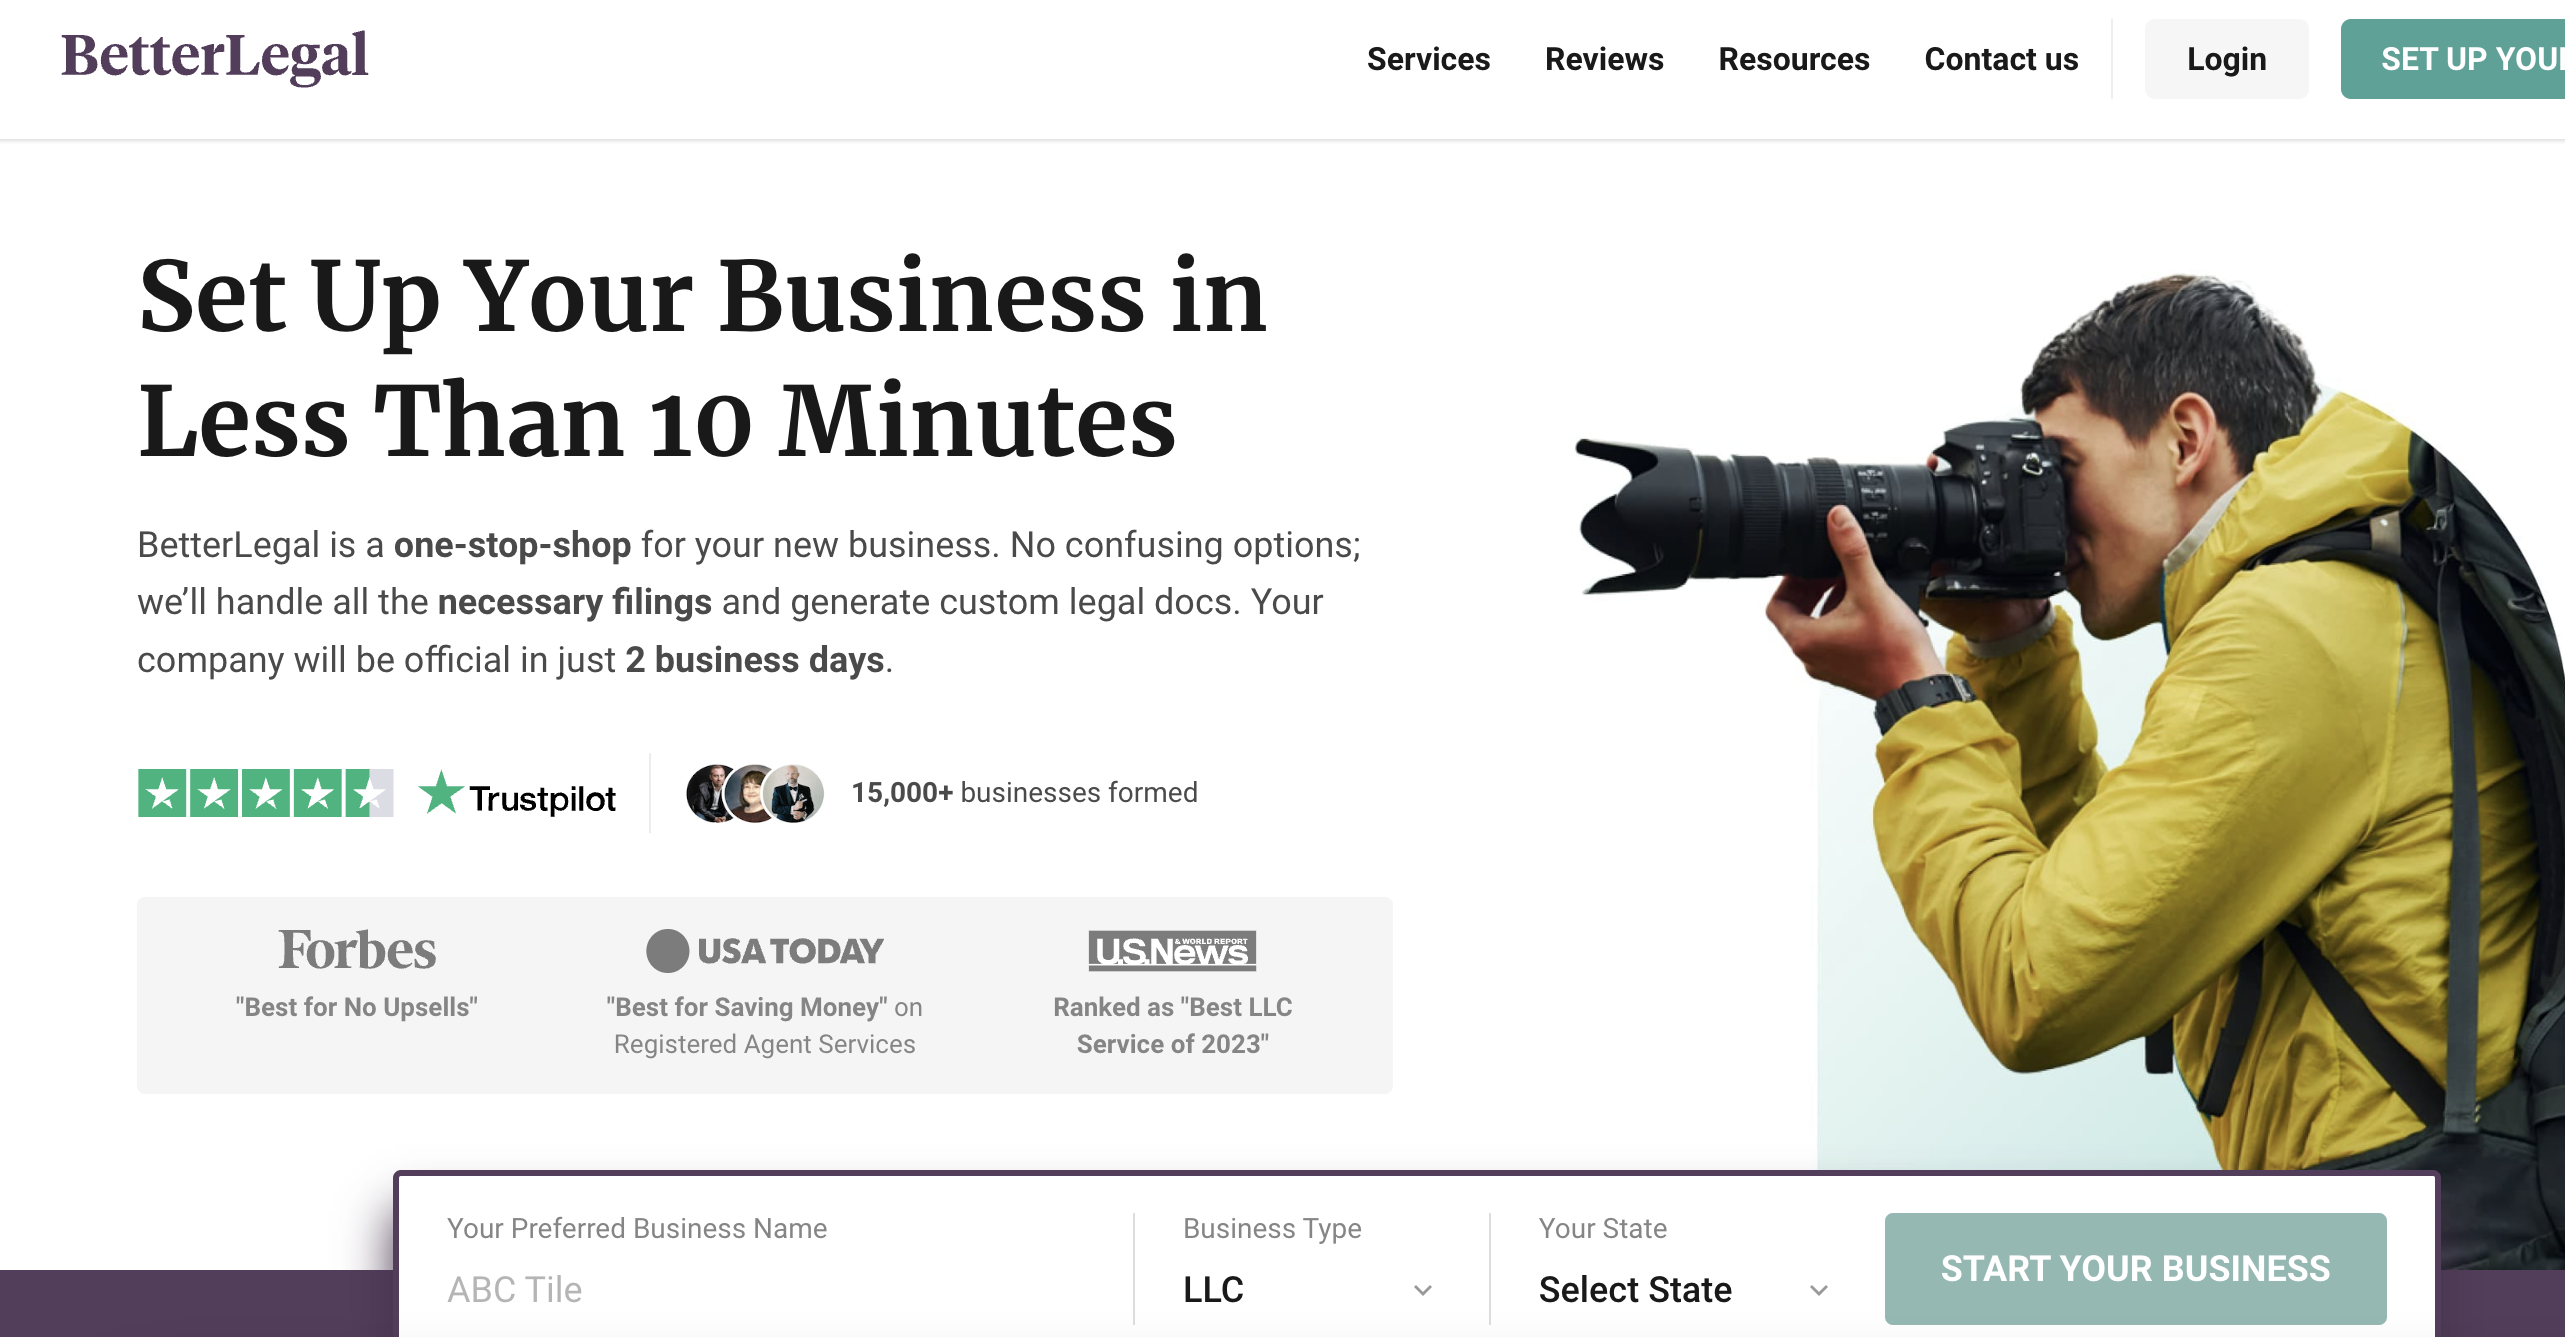 BetterLegal
Services Reviews Resources Contact us Login SET UP YOUR
Set Up Your Business in
Less Than 10 Minutes
BetterLegal is a one-stop-shop for your new business. No confusing options;
we’ll handle all the necessary filings and generate custom legal docs. Your
company will be official in just 2 business days.
Trustpilot
15,000+ businesses formed
Forbes
"Best for No Upsells"
USA TODAY
"Best for Saving Money" on
Registered Agent Services
U.S.News & WORLD REPORT
Ranked as "Best LLC
Service of 2023"
Your Preferred Business Name
ABC Tile
Business Type
LLC
Your State
Select State
START YOUR BUSINESS